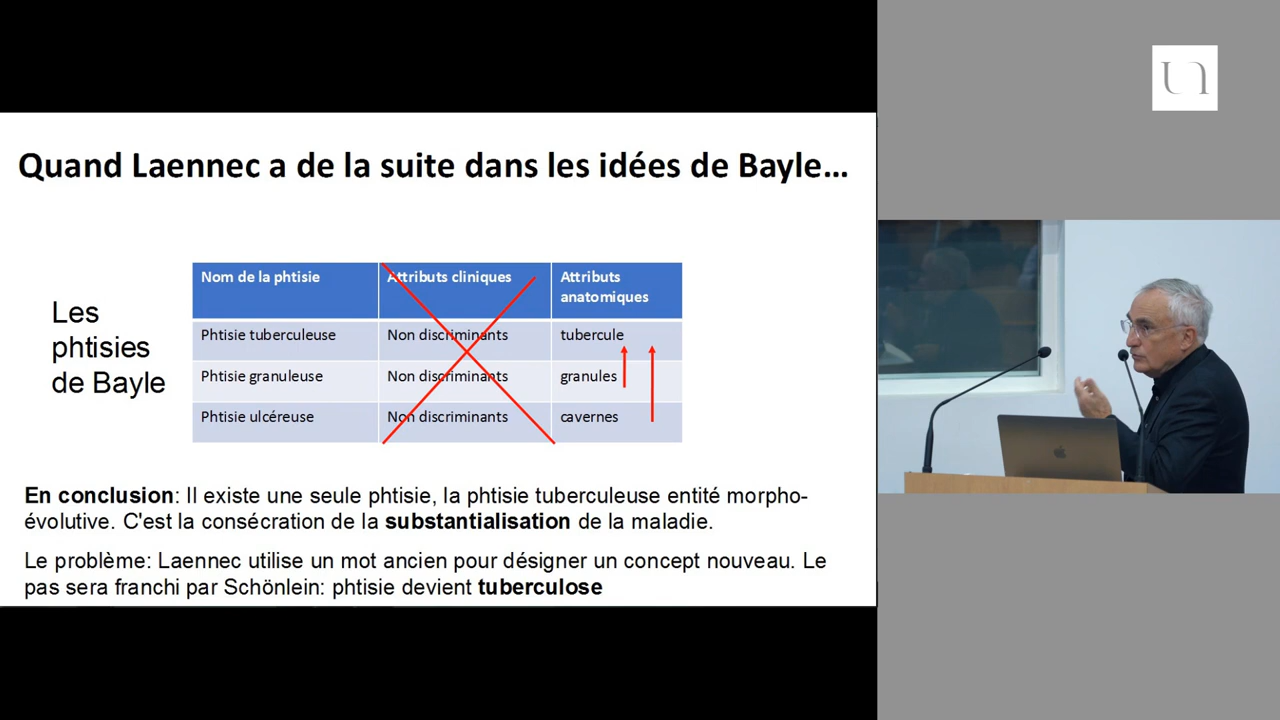 Quand Laennec a de la suite dans les idées de Bayle...
Les
phtisies
de Bayle
Nom de la phtisie Attributs cliniques Attributs
anatomiques
Phtisie tuberculeuse Non discriminants tubercule
Phtisie granuleuse Non discriminants granules
Phtisie ulcéreuse Non discriminants cavernes
En conclusion: Il existe une seule phtisie, la phtisie tuberculeuse entité morpho-
évolutive. C'est la consécration de la substantialisation de la maladie.
Le problème: Laennec utilise un mot ancien pour désigner un concept nouveau. Le
pas sera franchi par Schönlein: phtisie devient tuberculose